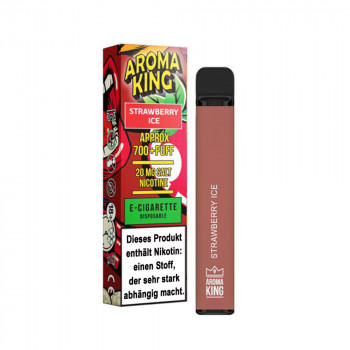 AROMA
KING
STRAWBERRY
ICE
APPROX
700+PUFF
20 MG SALT
NICOTINE
E-CIGARETTE
DISPOSABLE
Dieses Produkt
enthält Nikotin:
einen Stoff,
der sehr stark
abhängig macht.
STRAWBERRY ICE
AROMA
KING